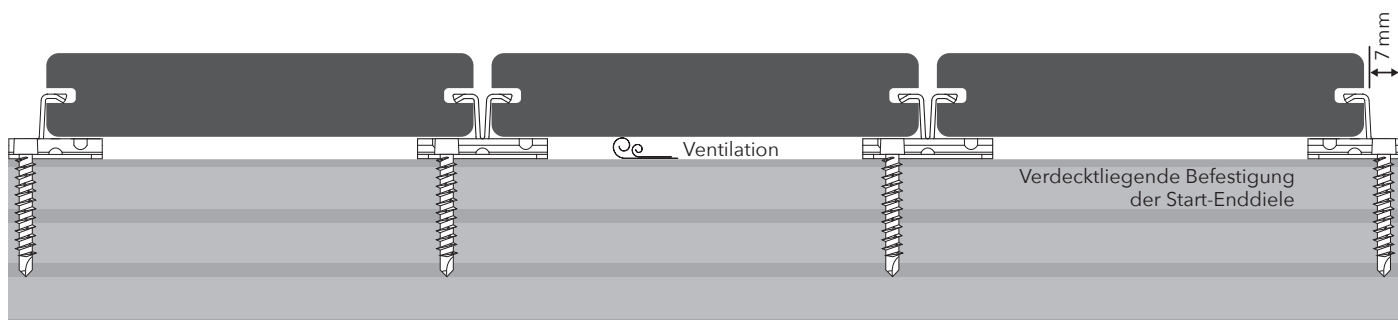 7 mm
Ventilation
Verdecktliegende Befestigung
der Start-Enddiele